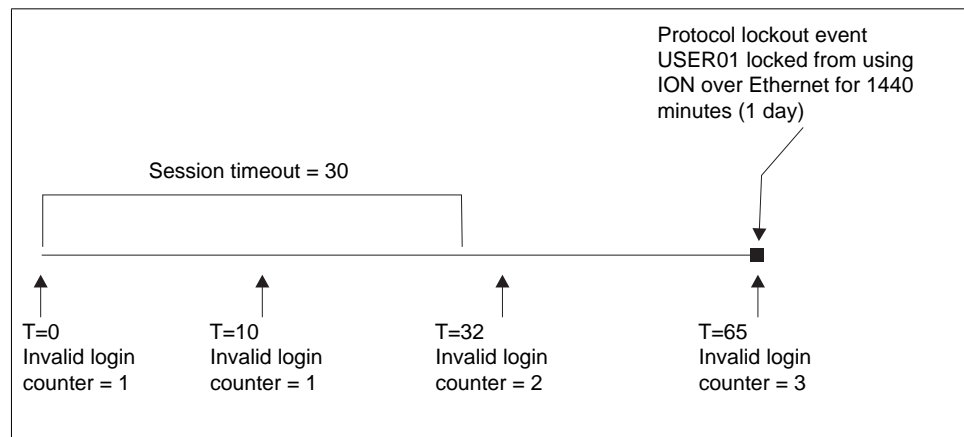 Protocol lockout event
USER01 locked from using
ION over Ethernet for 1440
minutes (1 day)
Session timeout = 30
T=0
Invalid login
counter = 1
T=10
Invalid login
counter = 1
T=32
Invalid login
counter = 2
T=65
Invalid login
counter = 3